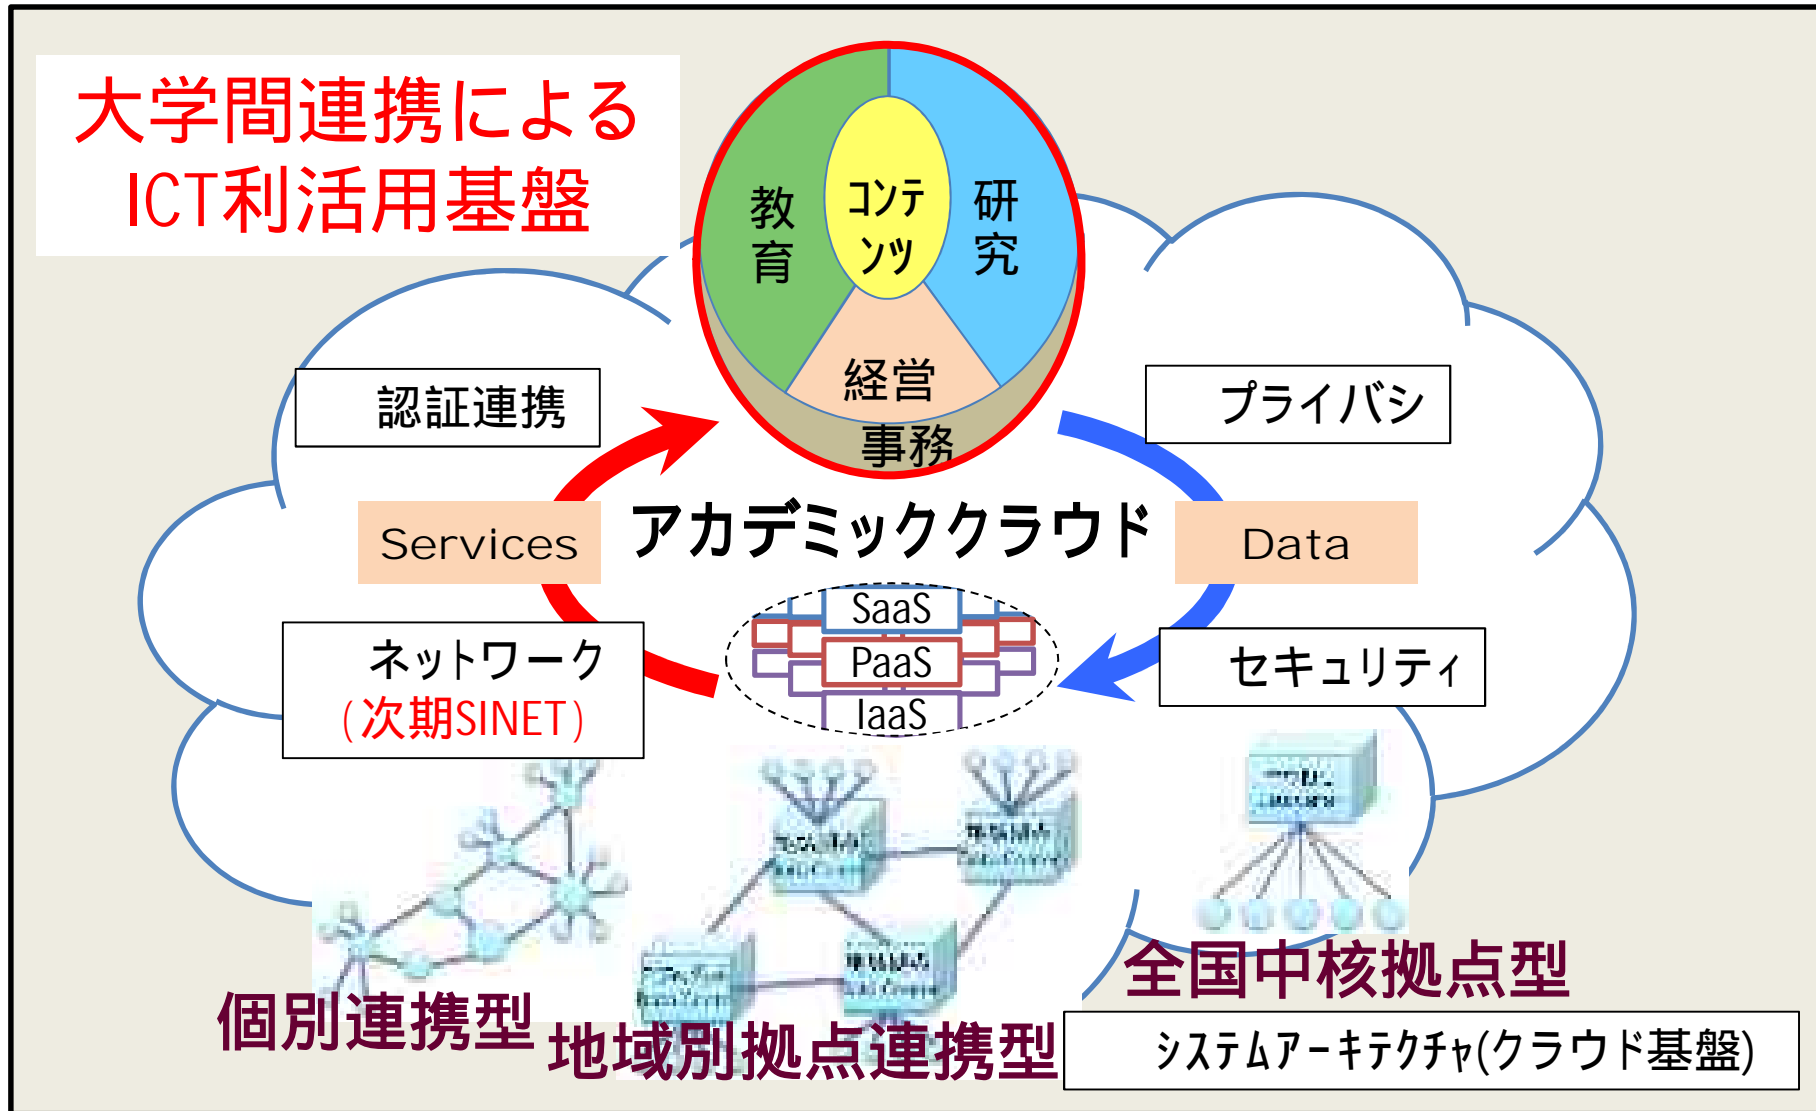 大学間連携による
ICT利活用基盤
教育
コンテンツ
研究
経営
事務
認証連携
プライバシ
Services
アカデミッククラウド
Data
SaaS
PaaS
IaaS
ネットワーク
(次期SINET)
セキュリティ
個別連携型
地域別拠点連携型
全国中核拠点型
システムアーキテクチャ(クラウド基盤)